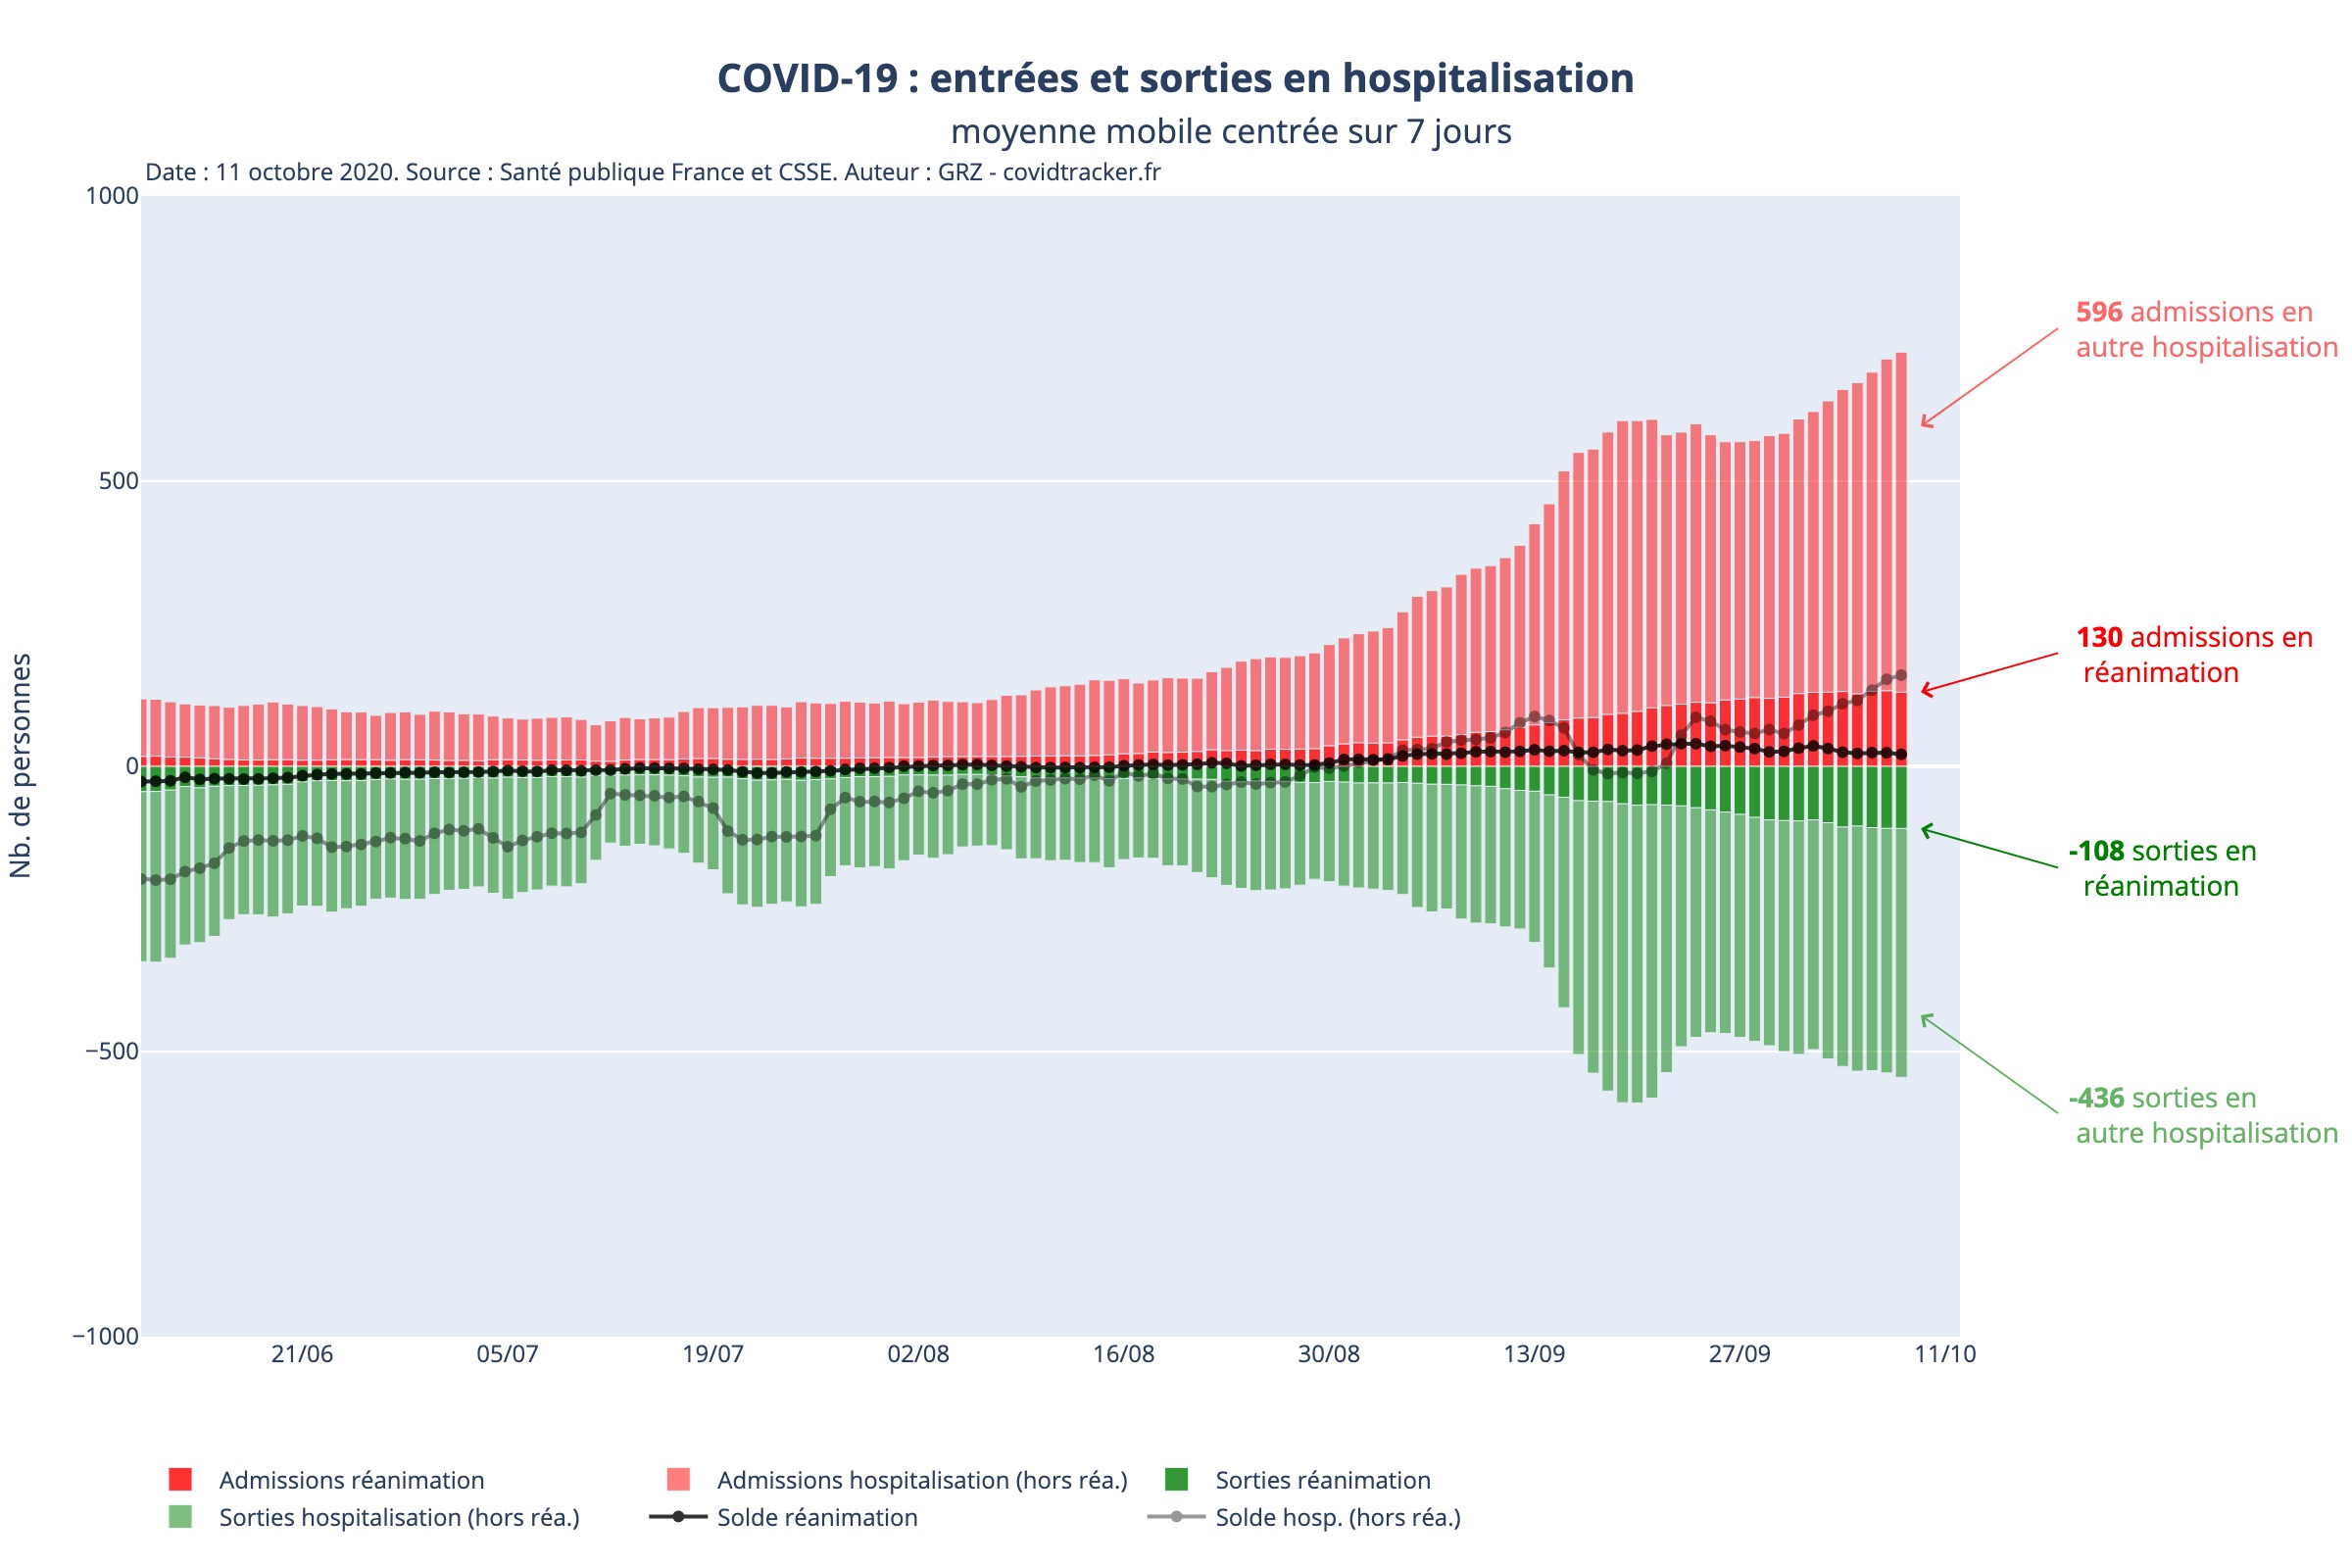 COVID-19 : entrées et sorties en hospitalisation
moyenne mobile centrée sur 7 jours
Date : 11 octobre 2020. Source : Santé publique France et CSSE. Auteur : GRZ - covidtracker.fr
Nb. de personnes
1000
500
0
−500
−1000
21/06
05/07
19/07
02/08
16/08
30/08
13/09
27/09
11/10
596 admissions en
autre hospitalisation
130 admissions en
réanimation
-108 sorties en
réanimation
-436 sorties en
autre hospitalisation
Admissions réanimation
Admissions hospitalisation (hors réa.)
Sorties réanimation
Sorties hospitalisation (hors réa.)
Solde réanimation
Solde hosp. (hors réa.)